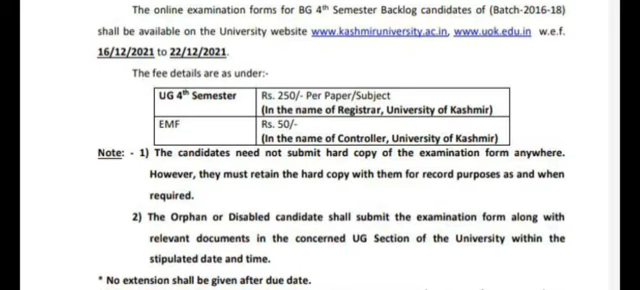 The online examination forms for BG 4th Semester Backlog candidates of (Batch-2016-18)
shall be available on the University website www.kashmiruniversity.ac.in, www.uok.edu.in w.e.f.
16/12/2021 to 22/12/2021.
The fee details are as under:-
UG 4th Semester Rs. 250/- Per Paper/Subject
(In the name of Registrar, University of Kashmir)
EMF Rs. 50/-
(In the name of Controller, University of Kashmir)
Note: - 1) The candidates need not submit hard copy of the examination form anywhere.
However, they must retain the hard copy with them for record purposes as and when
required.
2) The Orphan or Disabled candidate shall submit the examination form along with
relevant documents in the concerned UG Section of the University within the
stipulated date and time.
* No extension shall be given after due date.